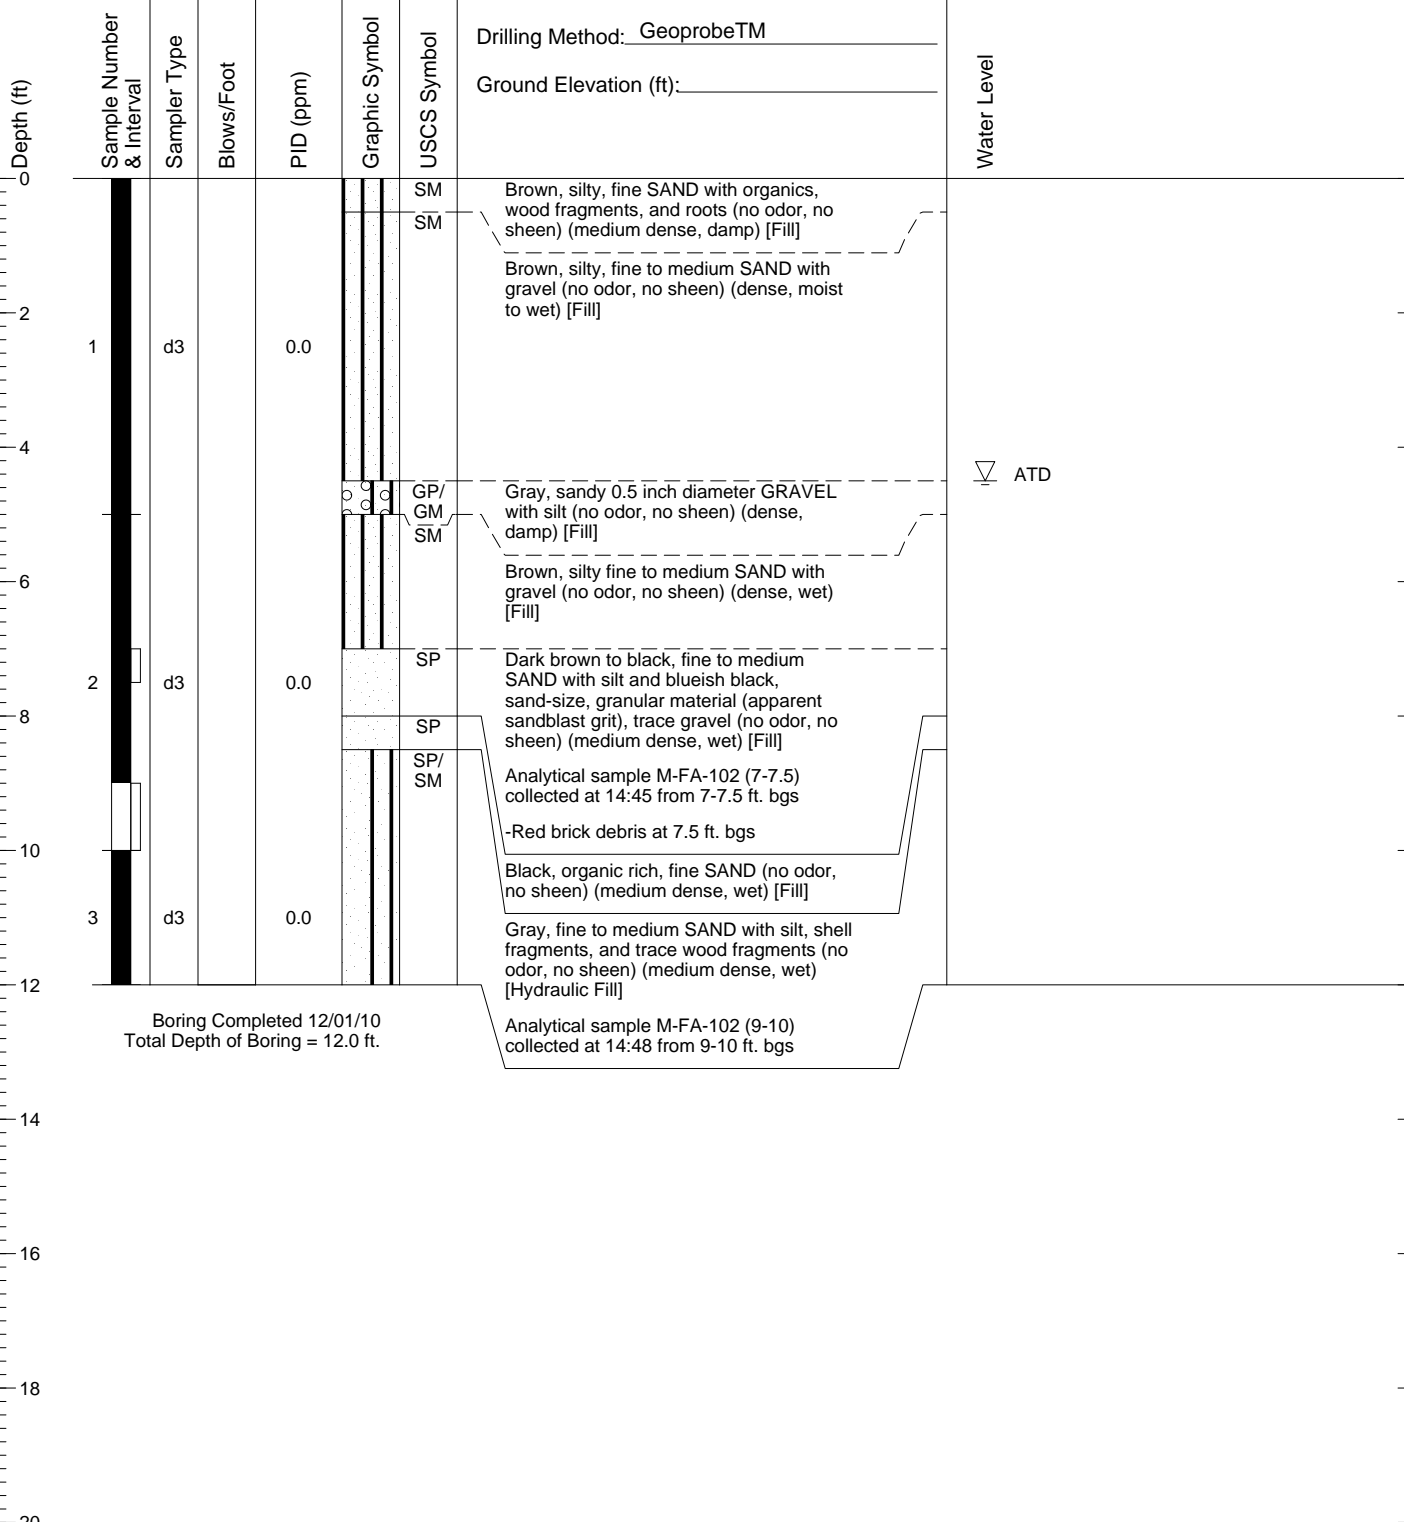 Depth (ft)
Sample Number
& Interval
Sampler Type
Blows/Foot
PID (ppm)
Graphic Symbol
USCS Symbol
Drilling Method: GeoprobeTM
Ground Elevation (ft):
Water Level
0
SM
Brown, silty, fine SAND with organics,
wood fragments, and roots (no odor, no
sheen) (medium dense, damp) [Fill]
SM
Brown, silty, fine to medium SAND with
gravel (no odor, no sheen) (dense, moist
to wet) [Fill]
2
1
d3
0.0
4
ATD
GP/
GM
Gray, sandy 0.5 inch diameter GRAVEL
with silt (no odor, no sheen) (dense,
damp) [Fill]
SM
Brown, silty fine to medium SAND with
gravel (no odor, no sheen) (dense, wet)
[Fill]
6
SP
Dark brown to black, fine to medium
SAND with silt and blueish black,
sand-size, granular material (apparent
sandblast grit), trace gravel (no odor, no
sheen) (medium dense, wet) [Fill]
2
d3
0.0
8
SP
SP/
SM
Analytical sample M-FA-102 (7-7.5)
collected at 14:45 from 7-7.5 ft. bgs
-Red brick debris at 7.5 ft. bgs
10
Black, organic rich, fine SAND (no odor,
no sheen) (medium dense, wet) [Fill]
3
d3
0.0
Gray, fine to medium SAND with silt, shell
fragments, and trace wood fragments (no
odor, no sheen) (medium dense, wet)
[Hydraulic Fill]
12
Analytical sample M-FA-102 (9-10)
collected at 14:48 from 9-10 ft. bgs
Boring Completed 12/01/10
Total Depth of Boring = 12.0 ft.
14
16
18
20